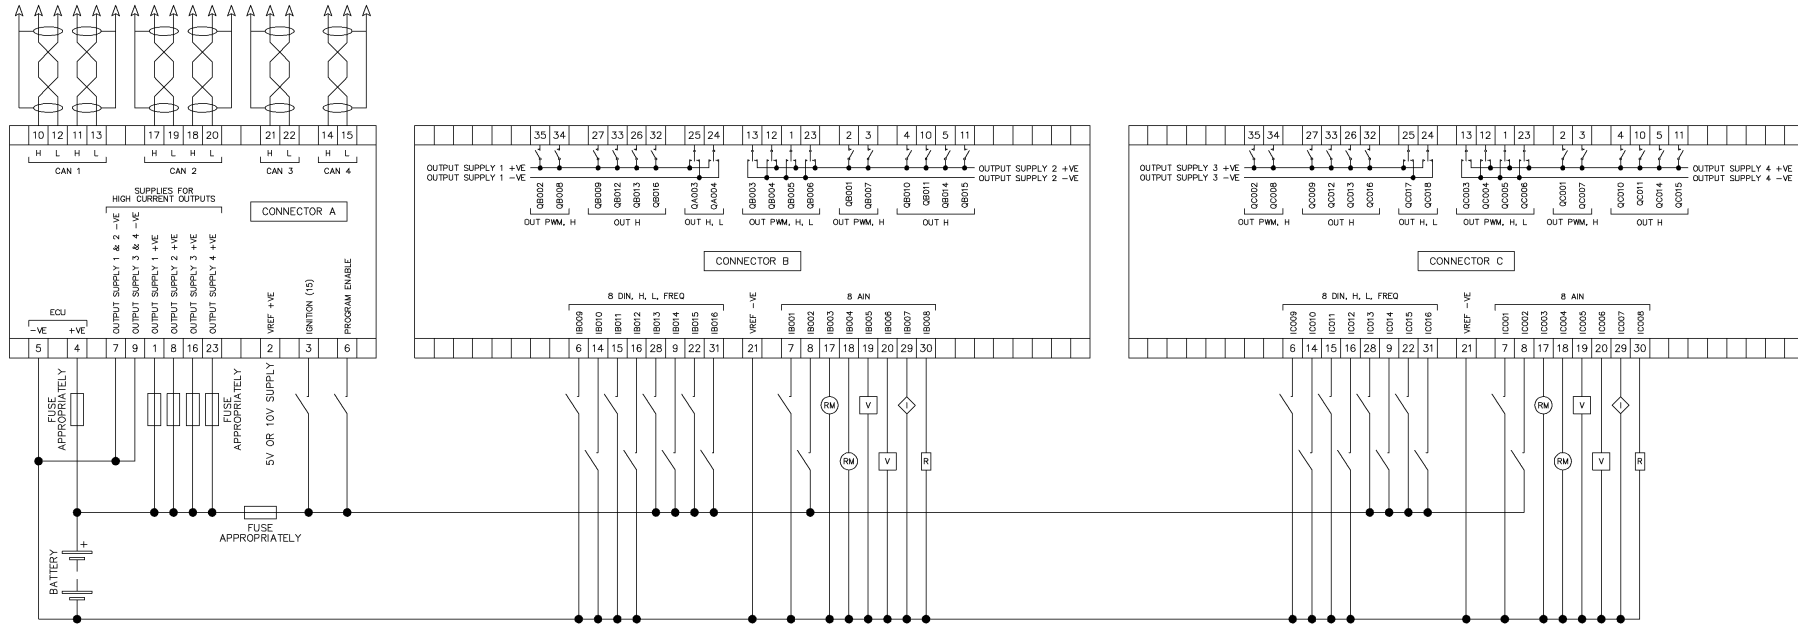 10 12 11 13 17 19 18 20 21 22 14 15
H L H L H L H L H L H L
CAN 1 CAN 2 CAN 3 CAN 4
SUPPLIES FOR
HIGH CURRENT OUTPUTS
CONNECTOR A
OUTPUT SUPPLY 1 & 2 -VE
OUTPUT SUPPLY 3 & 4 -VE
OUTPUT SUPPLY 1 +VE
OUTPUT SUPPLY 2 +VE
OUTPUT SUPPLY 3 +VE
OUTPUT SUPPLY 4 +VE
VREF +VE
IGNITION (15)
PROGRAM ENABLE
ECU
-VE +VE
5 4 7 9 1 8 16 23 2 3 6
FUSE
APPROPRIATELY
FUSE
APPROPRIATELY
5V OR 10V SUPPLY
FUSE
APPROPRIATELY
BATTERY
+
35 34 27 33 26 32 25 24 13 12 1 23 2 3 4 10 5 11
OUTPUT SUPPLY 1 +VE
OUTPUT SUPPLY 1 -VE
OUTPUT SUPPLY 2 +VE
OUTPUT SUPPLY 2 -VE
QB002 QB008 QB009 QB012 QB013 QB016 QA003 QA004 QB003 QB004 QB005 QB006 QB001 QB007 QB010 QB011 QB014 QB015
OUT PWM, H OUT H OUT H, L OUT PWM, H, L OUT PWM, H OUT H
CONNECTOR B
8 DIN, H, L, FREQ 8 AIN
IB009 IB010 IB011 IB012 IB013 IB014 IB015 IB016 VREF -VE IB001 IB002 IB003 IB004 IB005 IB006 IB007 IB008
6 14 15 16 28 9 22 31 21 7 8 17 18 19 20 29 30
RM V I
RM V R
35 34 27 33 26 32 25 24 13 12 1 23 2 3 4 10 5 11
OUTPUT SUPPLY 3 +VE
OUTPUT SUPPLY 3 -VE
OUTPUT SUPPLY 4 +VE
OUTPUT SUPPLY 4 -VE
QC002 QC008 QC009 QC012 QC013 QC016 QC017 QC018 QC003 QC004 QC005 QC006 QC001 QC007 QC010 QC011 QC014 QC015
OUT PWM, H OUT H OUT H, L OUT PWM, H, L OUT PWM, H OUT H
CONNECTOR C
8 DIN, H, L, FREQ 8 AIN
IC009 IC010 IC011 IC012 IC013 IC014 IC015 IC016 VREF -VE IC001 IC002 IC003 IC004 IC005 IC006 IC007 IC008
6 14 15 16 28 9 22 31 21 7 8 17 18 19 20 29 30
RM V I
RM V R